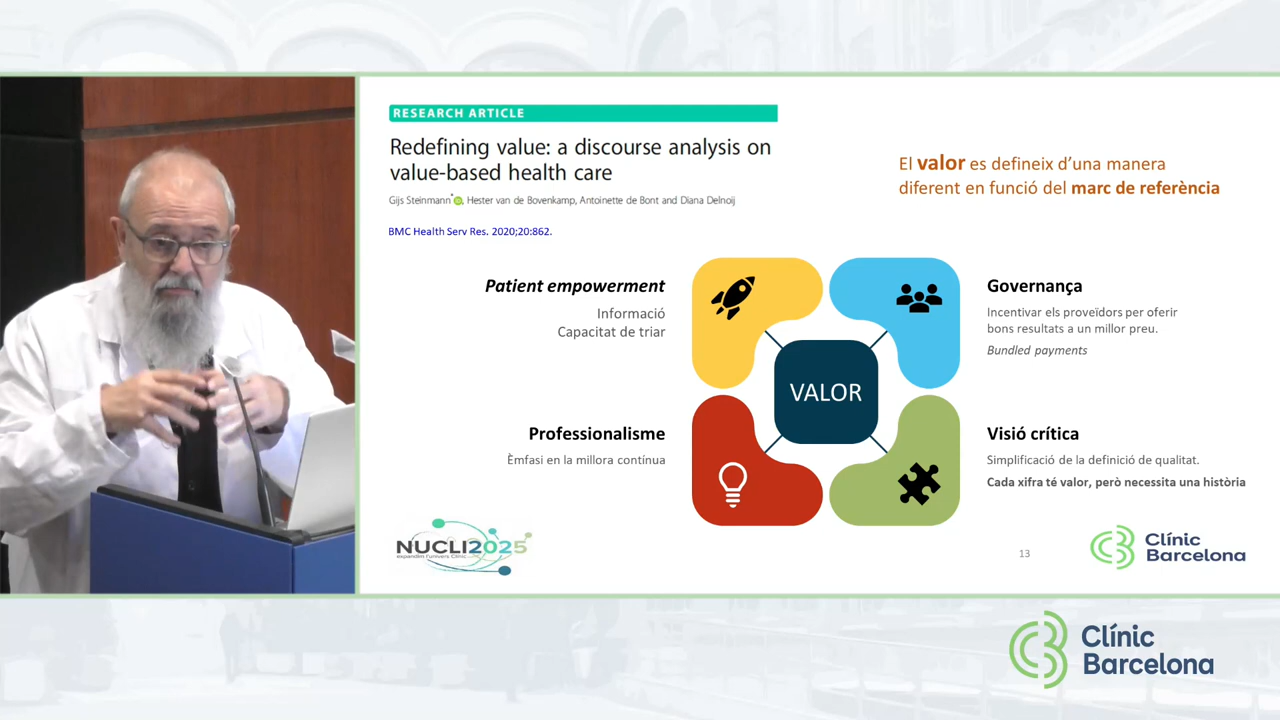 RESEARCH ARTICLE
Redefining value: a discourse analysis on
value-based health care
Gijs Steinmann*, Hester van de Bovenkamp, Antoinette de Bont and Diana Delnoij
BMC Health Serv Res. 2020;20:862.
El valor es defineix d'una manera
diferent en funció del marc de referència
Patient empowerment
Informació
Capacitat de triar
Governança
Incentivar els proveïdors per oferir
bons resultats a un millor preu.
Bundled payments
VALOR
Professionalisme
Èmfasi en la millora contínua
Visió crítica
Simplificació de la definició de qualitat.
Cada xifra té valor, però necessita una història
NUCLI2025
expandim l'univers Clínic
13
Clínic
Barcelona
Clínic
Barcelona